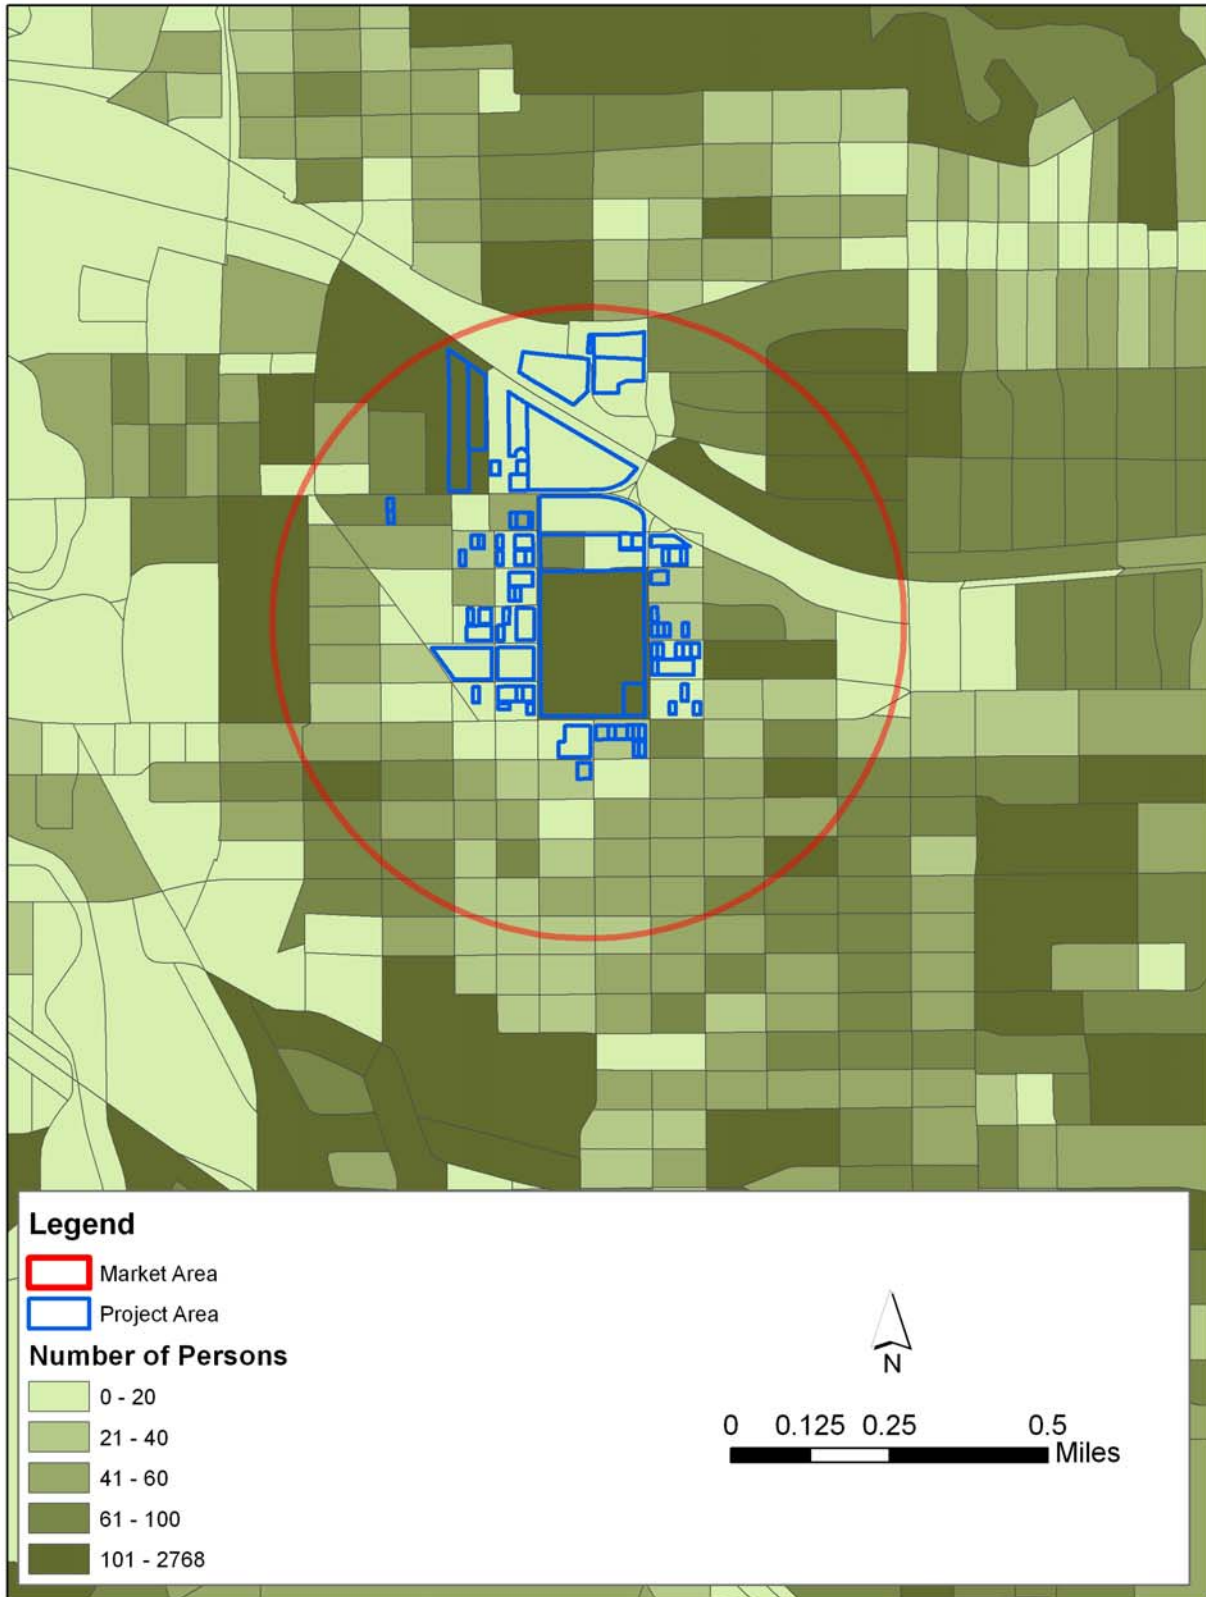 Legend
Market Area
Project Area
Number of Persons
0 - 20
21 - 40
41 - 60
61 - 100
101 - 2768
N
0 0.125 0.25 0.5
Miles